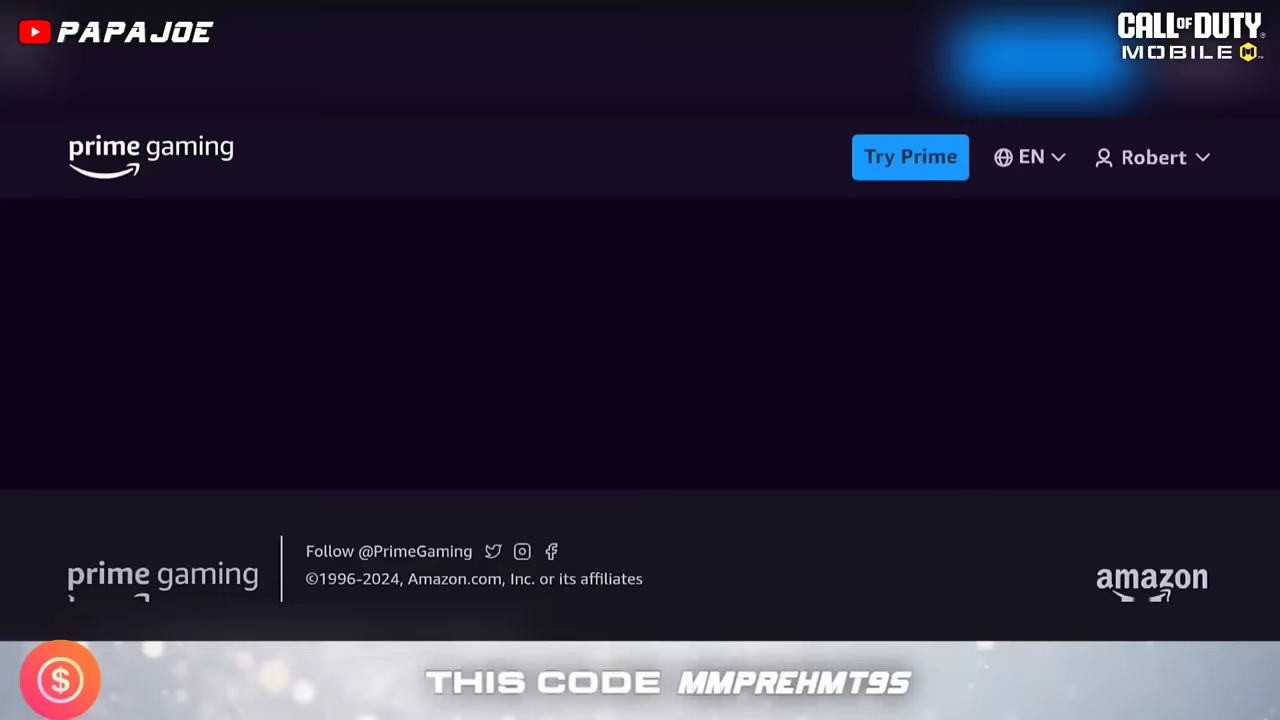 PAPAJOE
CALL OF DUTY
MOBILE
prime gaming
Try Prime
EN
Robert
prime gaming
Follow @PrimeGaming
©1996-2024, Amazon.com, Inc. or its affiliates
amazon
$
THIS CODE MMPREHMT9S